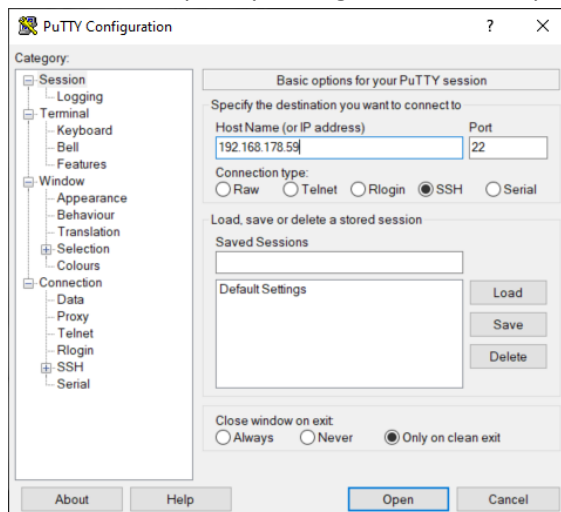 PuTTY Configuration ? X
Category:
Session
Logging
Terminal
Keyboard
Bell
Features
Window
Appearance
Behaviour
Translation
Selection
Colours
Connection
Data
Proxy
Telnet
Rlogin
SSH
Serial
Basic options for your PuTTY session
Specify the destination you want to connect to
Host Name (or IP address) Port
192.168.178.59 22
Connection type:
Raw Telnet Rlogin SSH Serial
Load, save or delete a stored session
Saved Sessions
Default Settings
Load
Save
Delete
Close window on exit:
Always Never Only on clean exit
About Help Open Cancel